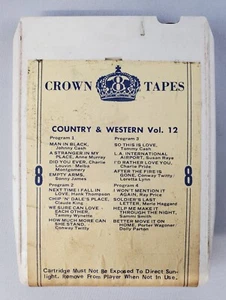 CROWN 8 TAPES
COUNTRY & WESTERN Vol. 12
Program 1
MAN IN BLACK,
Johnny Cash
A STRANGER IN MY
PLACE, Anne Murray
DID YOU EVER, Charlie
Louvin Melba
Montgomery
EMPTY ARMS,
Sonny James
Program 2
NEXT TIME I FALL IN
LOVE, Hank Thompson
CHIP 'N' DALE'S PLACE,
Claude King
WE SURE CAN LOVE
EACH OTHER,
Tammy Wynette
HOW MUCH MORE CAN
SHE STAND,
Conway Twitty
Program 3
SO THIS IS LOVE,
Tommy Cash
L.A. INTERNATIONAL
AIRPORT, Susan Raye
I'D RATHER LOVE YOU,
Charlie Pride
AFTER THE FIRE IS
GONE, Conway Twitty-
Loretta Lynn
Program 4
I WON'T MENTION IT
AGAIN, Ray Price
SOLDIER'S LAST
LETTER, Merle Haggard
HELP ME MAKE IT
THROUGH THE NIGHT,
Sammi Smith
BETTER MOVE IT ON
HOME, Porter Wagoner-
Dolly Parton
8
8
Cartridge Must Not Be Exposed To Direct Sun-
light. Remove From Player When Not In Use.